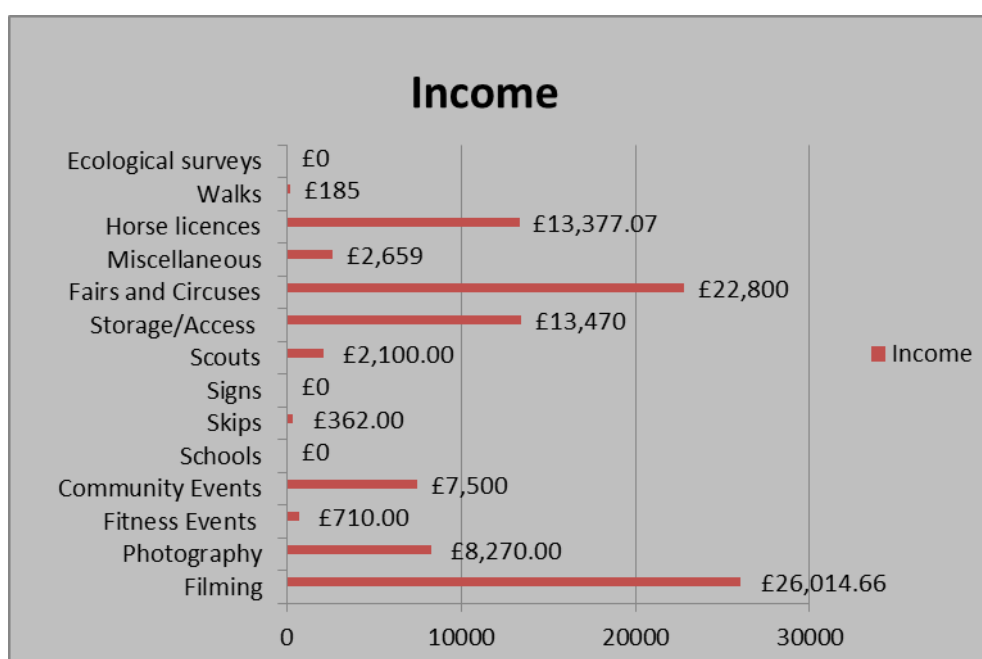 Income
Ecological surveys £0
Walks £185
Horse licences £13,377.07
Miscellaneous £2,659
Fairs and Circuses £22,800
Storage/Access £13,470
Scouts £2,100.00
Signs £0
Skips £362.00
Schools £0
Community Events £7,500
Fitness Events £710.00
Photography £8,270.00
Filming £26,014.66
0 10000 20000 30000
Income